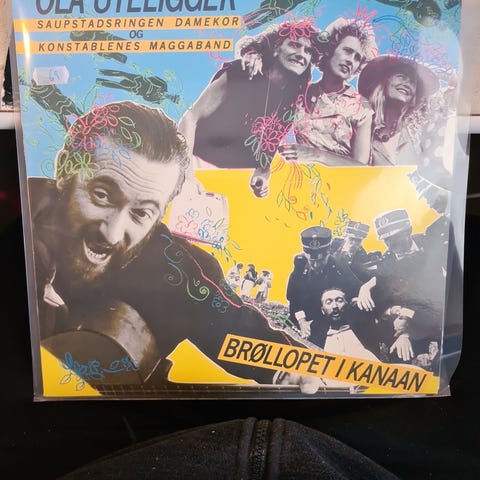 OLA UTELIGGER
SAUPSTADSRINGEN DAMEKOR
OG
KONSTABLENES MAGGABAND
BRØLLOPET I KANAAN